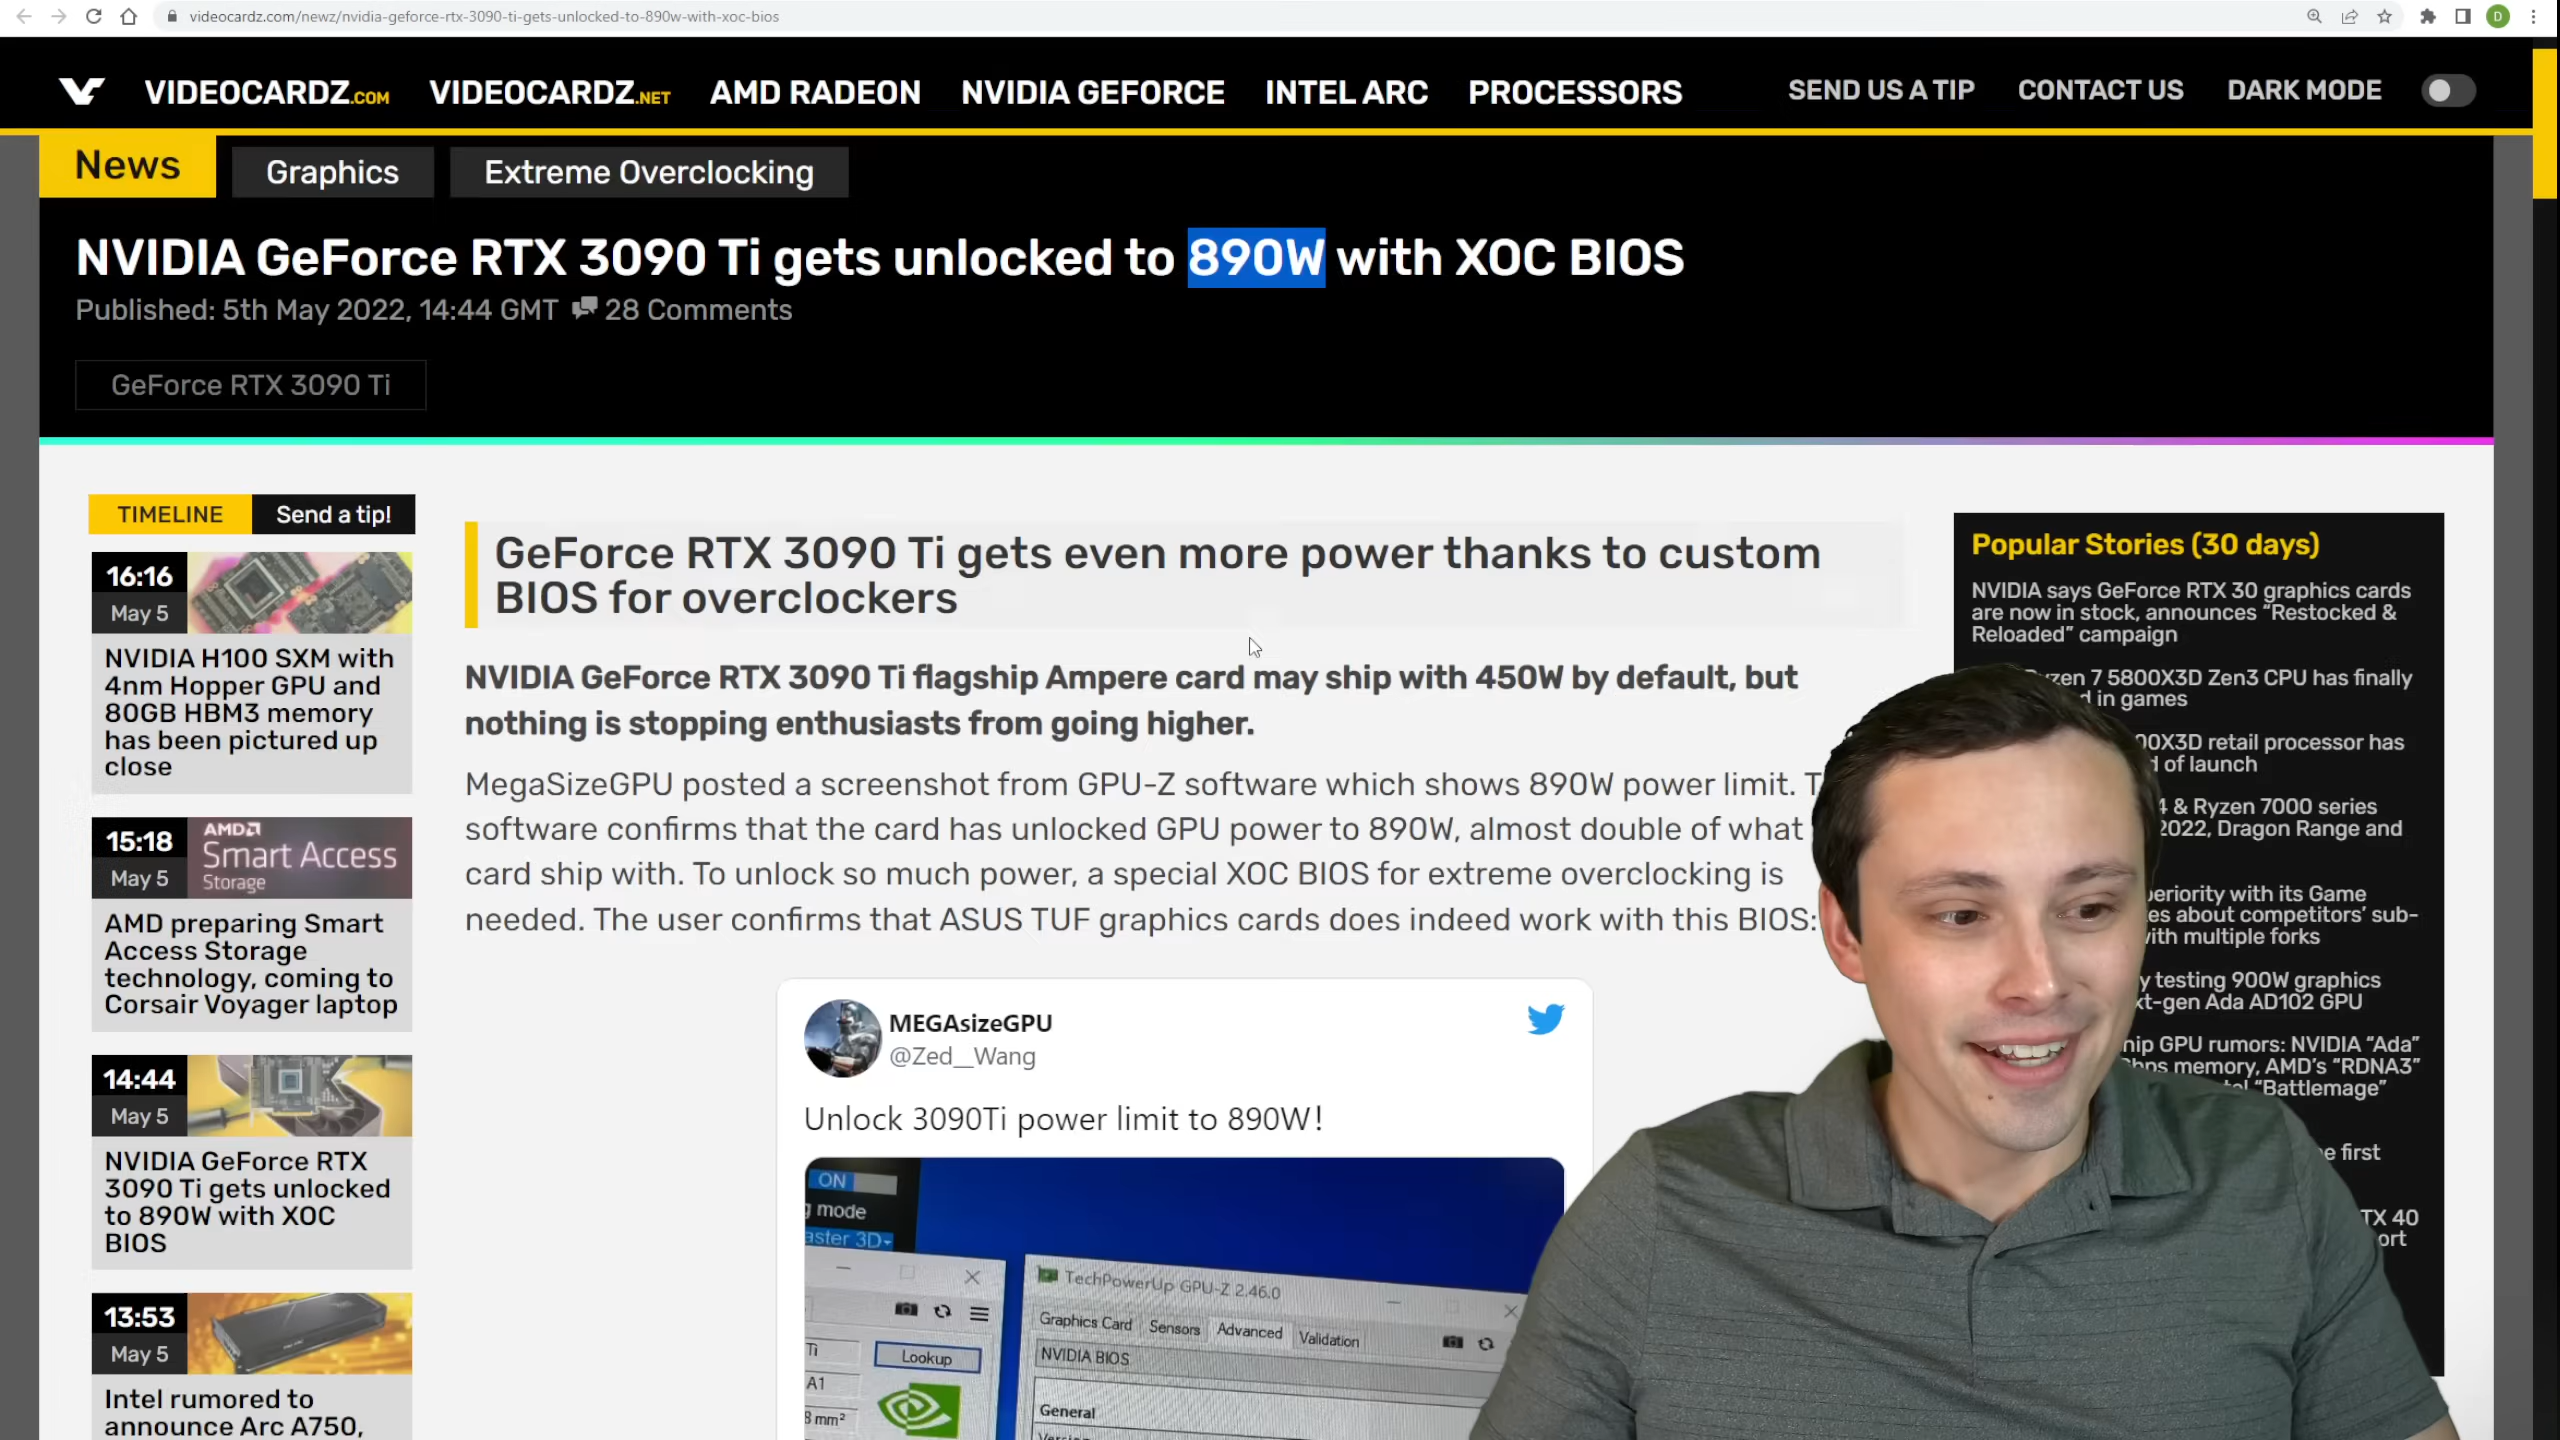 videocardz.com/newz/nvidia-geforce-rtx-3090-ti-gets-unlocked-to-890w-with-xoc-bios
D
VIDEOCARDZ.COM VIDEOCARDZ.NET AMD RADEON NVIDIA GEFORCE INTEL ARC PROCESSORS SEND US A TIP CONTACT US DARK MODE
News Graphics Extreme Overclocking
NVIDIA GeForce RTX 3090 Ti gets unlocked to 890W with XOC BIOS
Published: 5th May 2022, 14:44 GMT 28 Comments
GeForce RTX 3090 Ti
TIMELINE Send a tip!
16:16
May 5
NVIDIA H100 SXM with
4nm Hopper GPU and
80GB HBM3 memory
has been pictured up
close
15:18
May 5
AMD
Smart Access
Storage
AMD preparing Smart
Access Storage
technology, coming to
Corsair Voyager laptop
14:44
May 5
NVIDIA GeForce RTX
3090 Ti gets unlocked
to 890W with XOC
BIOS
13:53
May 5
Intel rumored to
announce Arc A750,
GeForce RTX 3090 Ti gets even more power thanks to custom
BIOS for overclockers
NVIDIA GeForce RTX 3090 Ti flagship Ampere card may ship with 450W by default, but
nothing is stopping enthusiasts from going higher.
MegaSizeGPU posted a screenshot from GPU-Z software which shows 890W power limit.
software confirms that the card has unlocked GPU power to 890W, almost double of what
card ship with. To unlock so much power, a special XOC BIOS for extreme overclocking is
needed. The user confirms that ASUS TUF graphics cards does indeed work with this BIOS:
MEGAsizeGPU
@Zed__Wang
Unlock 3090Ti power limit to 890W!
ON
mode
aster 3D
Ti
Lookup
A1
8 mm²
TechPowerUp GPU-Z 2.46.0
Graphics Card Sensors Advanced Validation
NVIDIA BIOS
General
Popular Stories (30 days)
NVIDIA says GeForce RTX 30 graphics cards
are now in stock, announces “Restocked &
Reloaded” campaign
yzen 7 5800X3D Zen3 CPU has finally
d in games
00X3D retail processor has
d of launch
4 & Ryzen 7000 series
2022, Dragon Range and
periority with its Game
es about competitors’ sub-
with multiple forks
y testing 900W graphics
xt-gen Ada AD102 GPU
hip GPU rumors: NVIDIA “Ada”
bps memory, AMD’s “RDNA3”
“Battlemage”
e first
TX 40
ort